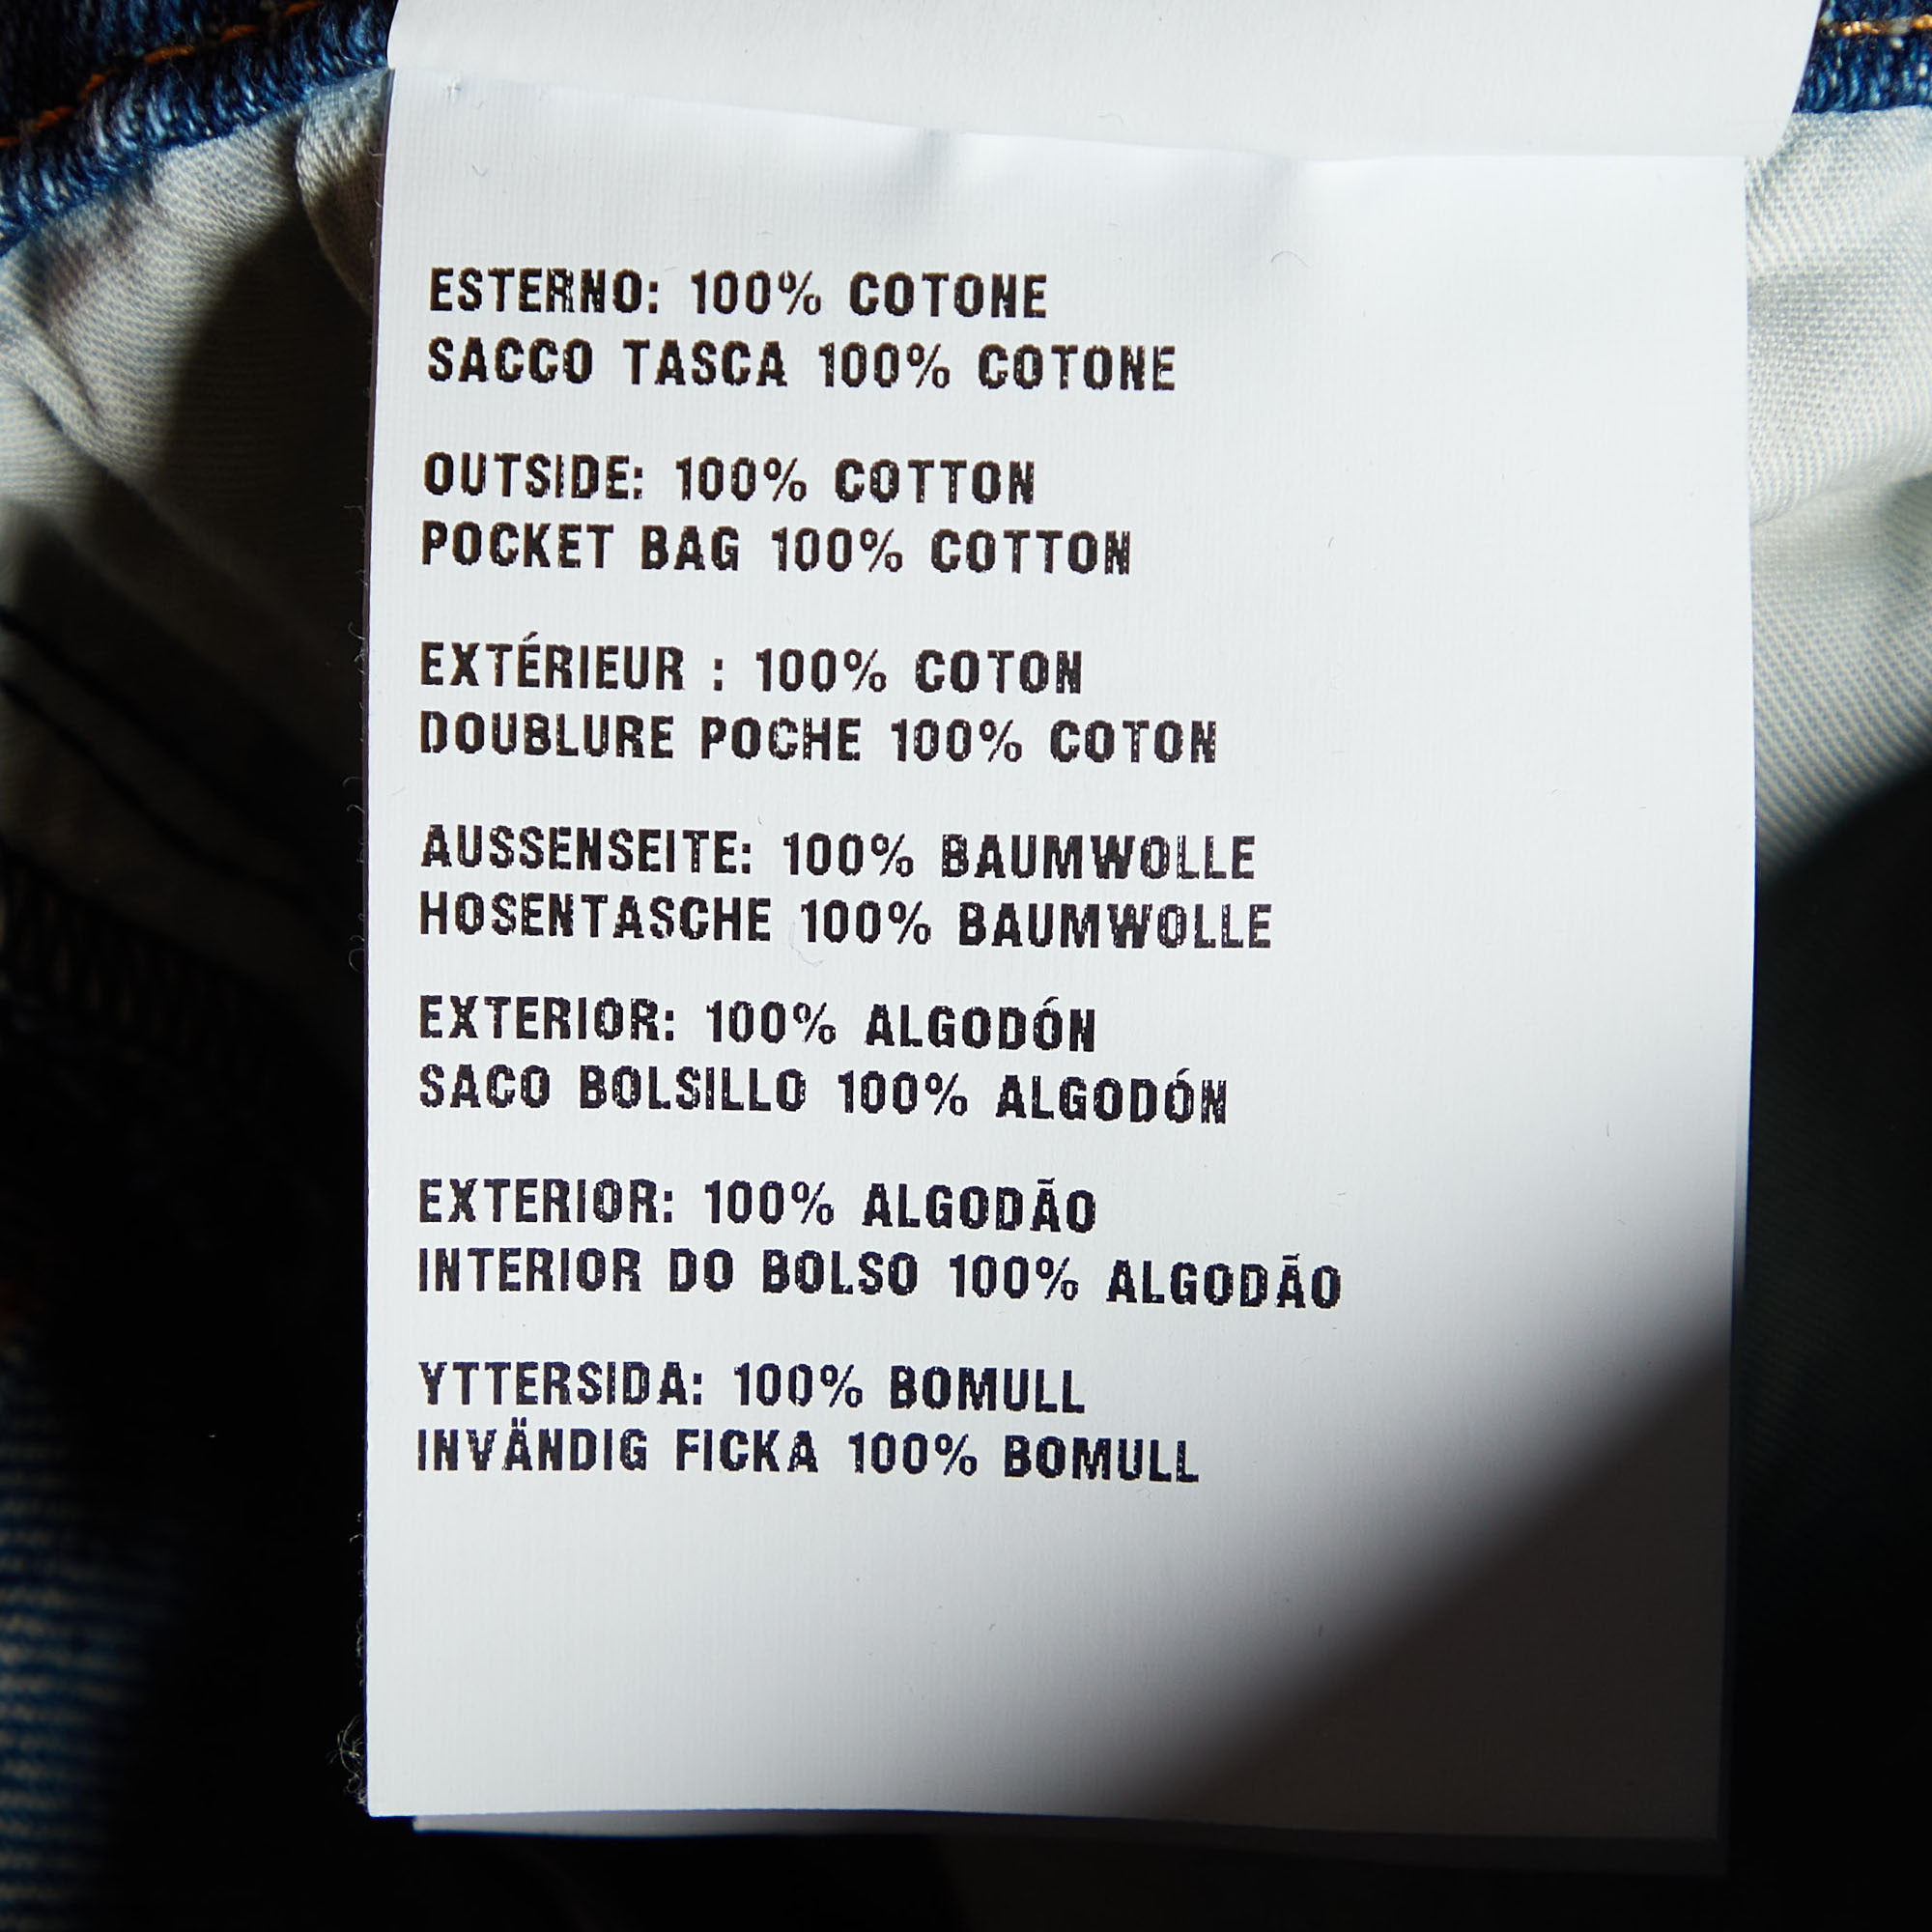 ESTERNO: 100% COTONE
SACCO TASCA 100% COTONE
OUTSIDE: 100% COTTON
POCKET BAG 100% COTTON
EXTÉRIEUR : 100% COTON
DOUBLURE POCHE 100% COTON
AUSSENSEITE: 100% BAUMWOLLE
HOSENTASCHE 100% BAUMWOLLE
EXTERIOR: 100% ALGODÓN
SACO BOLSILLO 100% ALGODÓN
EXTERIOR: 100% ALGODÃO
INTERIOR DO BOLSO 100% ALGODÃO
YTTERSIDA: 100% BOMULL
INVÄNDIG FICKA 100% BOMULL